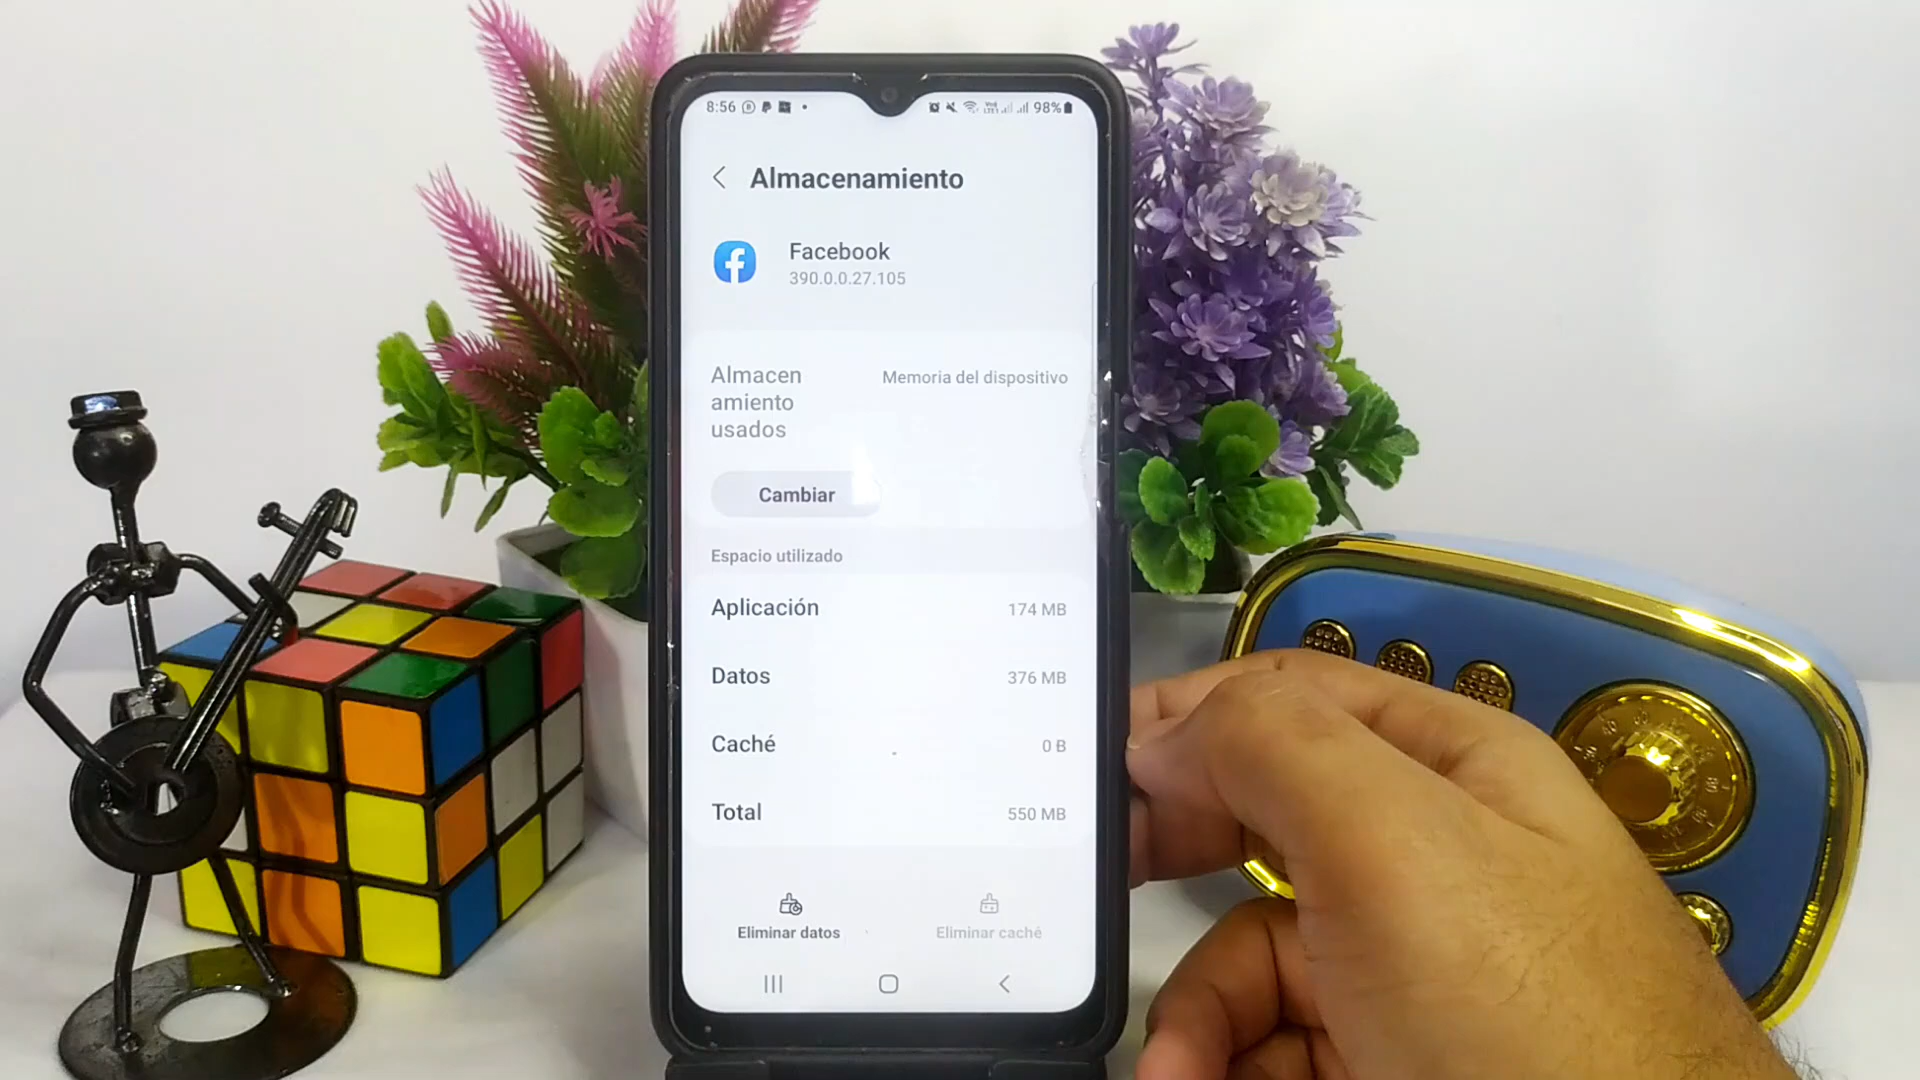 8:56
98%
Almacenamiento
Facebook
390.0.0.27.105
Almacen
amiento
usados
Memoria del dispositivo
Cambiar
Espacio utilizado
Aplicación 174 MB
Datos 376 MB
Caché 0 B
Total 550 MB
Eliminar datos
Eliminar caché